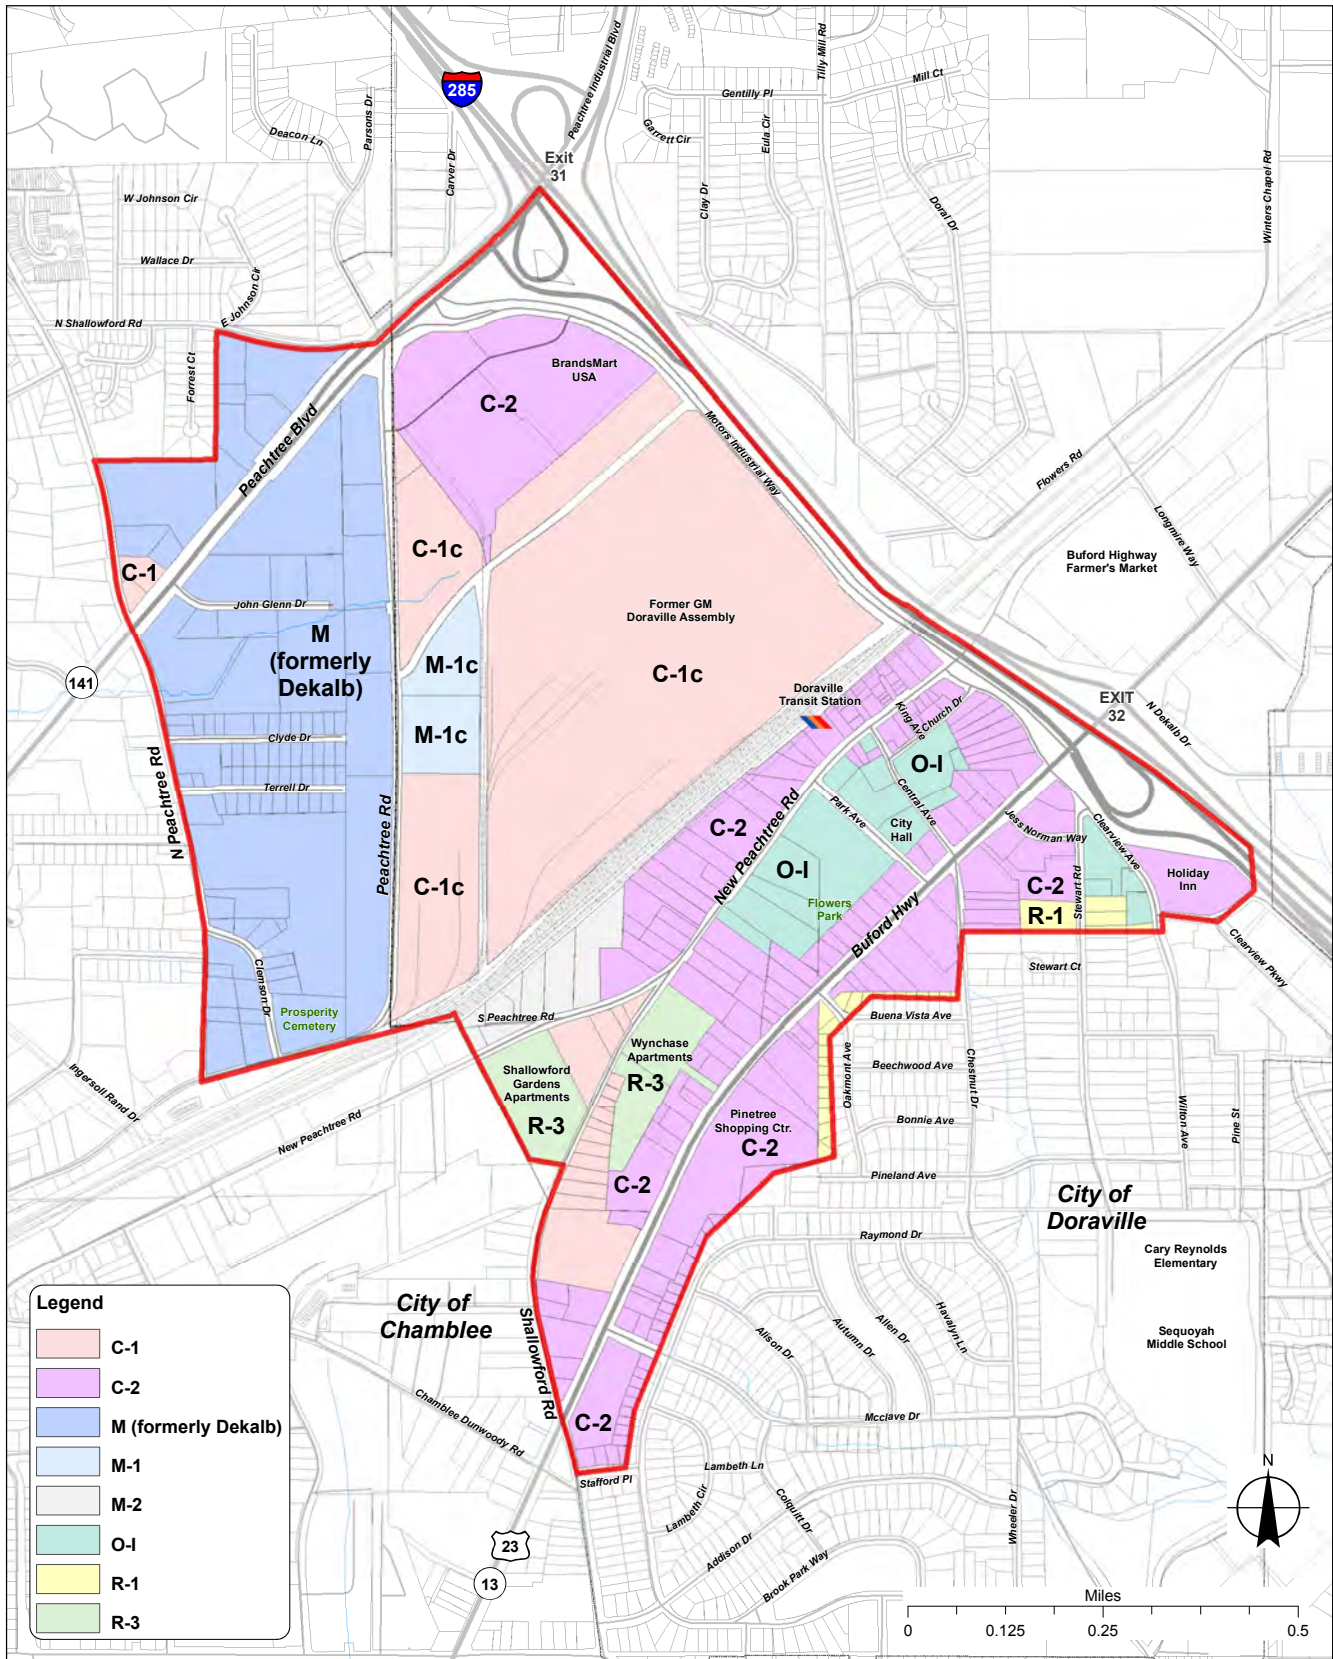 285
Peachtree Industrial Blvd
Exit
31
Tilly Mill Rd
Mill Ct
Gentilly Pl
Garrett Cir
Eula Cir
Clay Dr
Doral Dr
Winters Chapel Rd
Deacon Ln
Parsons Dr
Carver Dr
W Johnson Cir
Wallace Dr
E Johnson Cir
N Shallowford Rd
Forrest Ct
BrandsMart
USA
C-2
Peachtree Blvd
Motors Industrial Way
Flowers Rd
Longmire Way
Buford Highway
Farmer's Market
C-1
C-1c
John Glenn Dr
Former GM
Doraville Assembly
M
(formerly
Dekalb)
M-1c
C-1c
141
Doraville
Transit Station
EXIT
32
N Dekalb Dr
King Ave
Church Dr
M-1c
Clyde Dr
O-I
N Peachtree Rd
Terrell Dr
Peachtree Rd
Central Ave
Park Ave
City
Hall
C-2
New Peachtree Rd
Jess Norman Way
Clearview Ave
O-I
C-1c
Flowers
Park
Buford Hwy
C-2
R-1
Stewart Rd
Holiday
Inn
Clearview Pkwy
Stewart Ct
Clemson Dr
Prosperity
Cemetery
S Peachtree Rd
Buena Vista Ave
Wynchase
Apartments
R-3
Shallowford
Gardens
Apartments
R-3
Oakmont Ave
Beechwood Ave
Chestnut Dr
Ingersoll Rand Dr
New Peachtree Rd
Pinetree
Shopping Ctr.
C-2
Bonnie Ave
Wilton Ave
Pine St
Pineland Ave
C-2
City of
Doraville
Raymond Dr
Cary Reynolds
Elementary
City of
Chamblee
Shallowford Rd
Alison Dr
Autumn Dr
Allen Dr
Havalyn Ln
Sequoyah
Middle School
Legend
C-1
C-2
M (formerly Dekalb)
M-1
M-2
O-I
R-1
R-3
Chamblee Dunwoody Rd
C-2
Mcclave Dr
Stafford Pl
Lambeth Ln
Lambeth Cir
Colquitt Dr
Addison Dr
Wheeler Dr
Brook Park Way
N
23
13
Miles
0
0.125
0.25
0.5